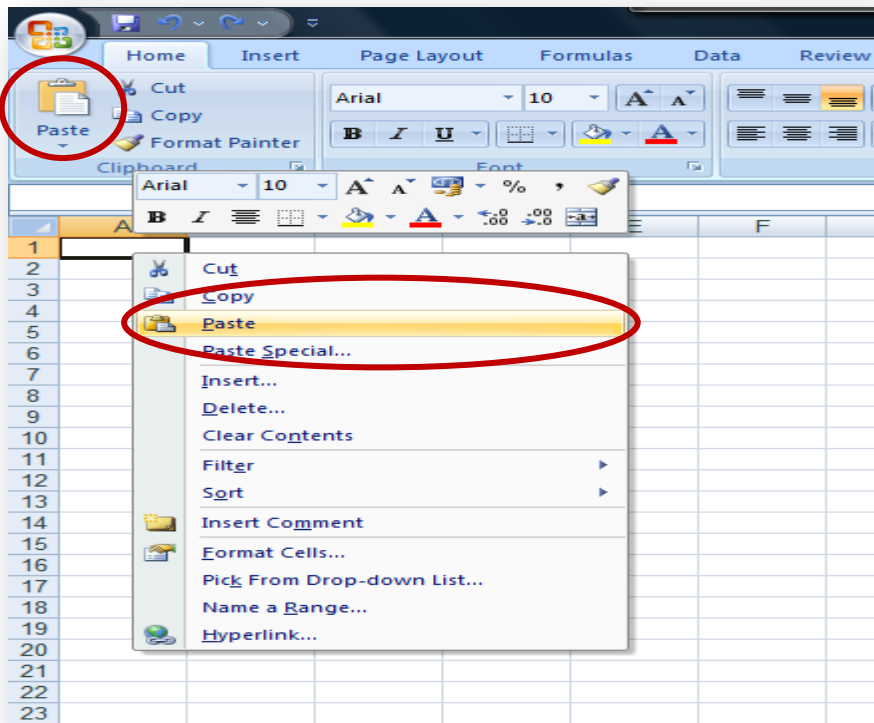 Home Insert Page Layout Formulas Data Review
Paste
Cut
Copy
Format Painter
Clipboard
Arial 10 A A
B I U A
Font
Arial 10 A A % ,
B I A .00 .00 a
A E F
1
2
3
4
5
6
7
8
9
10
11
12
13
14
15
16
17
18
19
20
21
22
23
Cut
Copy
Paste
Paste Special...
Insert...
Delete...
Clear Contents
Filter
Sort
Insert Comment
Format Cells...
Pick From Drop-down List...
Name a Range...
Hyperlink...